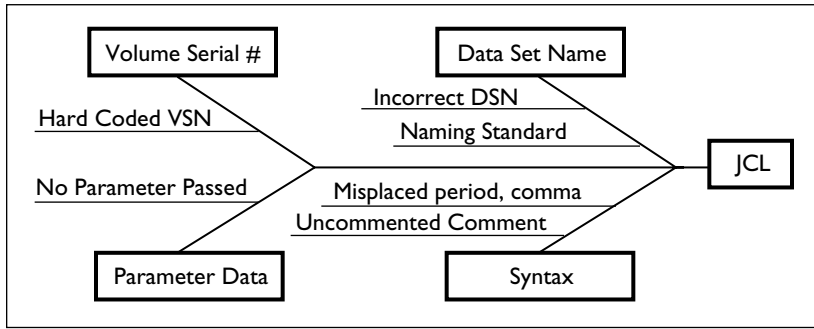 Volume Serial #
Data Set Name
Incorrect DSN
Hard Coded VSN
Naming Standard
JCL
No Parameter Passed
Misplaced period, comma
Uncommented Comment
Parameter Data
Syntax